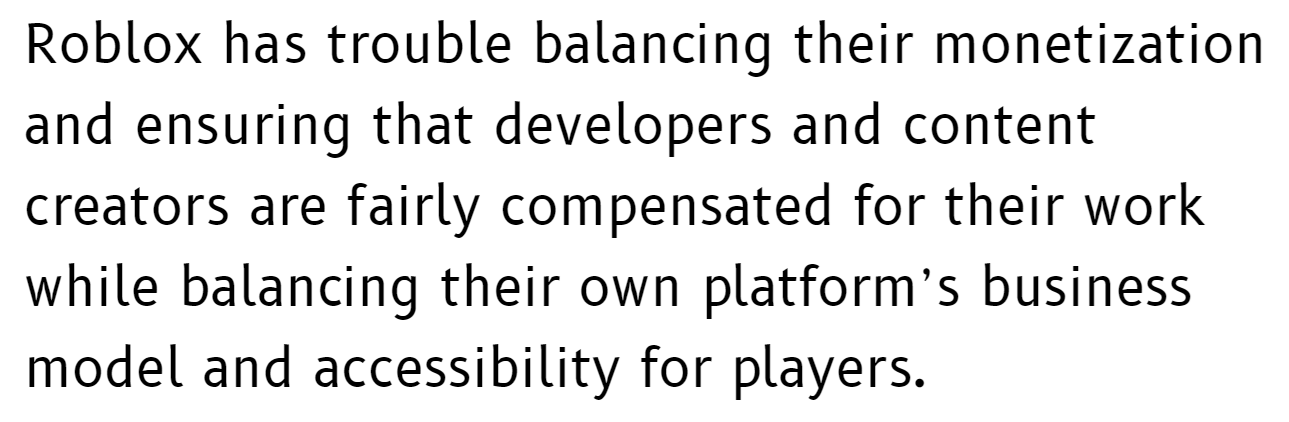 Roblox has trouble balancing their monetization
and ensuring that developers and content
creators are fairly compensated for their work
while balancing their own platform’s business
model and accessibility for players.